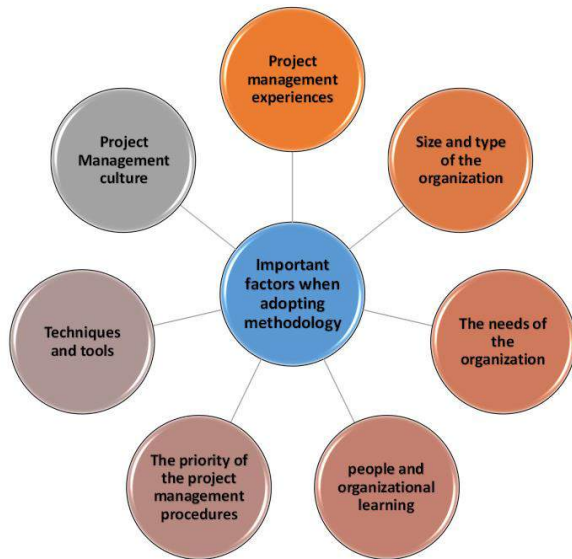 Project
management
experiences
Size and type
of the
organization
The needs of
the
organization
people and
organizational
learning
The priority of
the project
management
procedures
Techniques
and tools
Project
Management
culture
Important
factors when
adopting
methodology